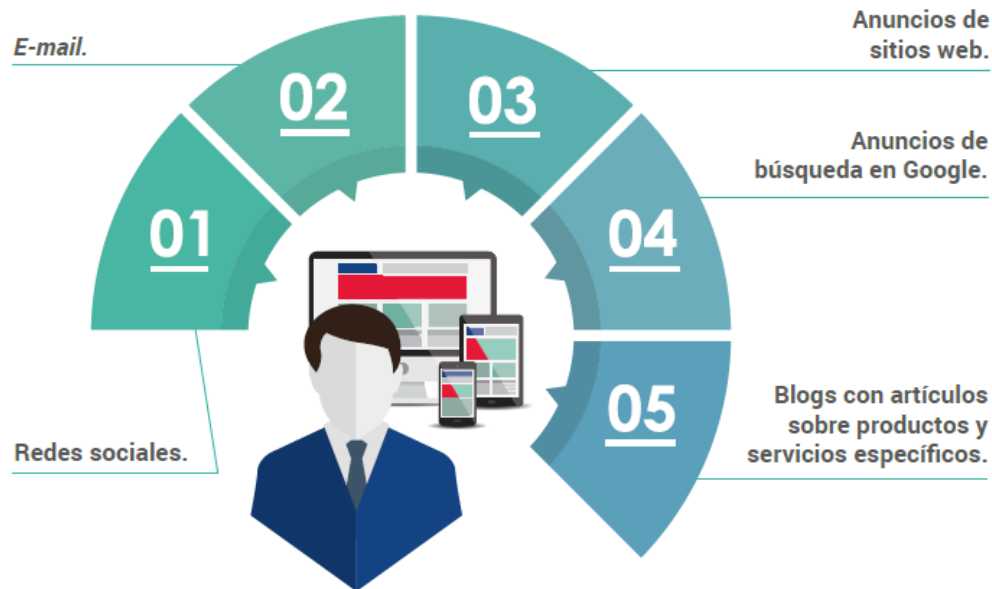 01
Redes sociales.
02
E-mail.
03
Anuncios de
sitios web.
04
Anuncios de
búsqueda en Google.
05
Blogs con artículos
sobre productos y
servicios específicos.